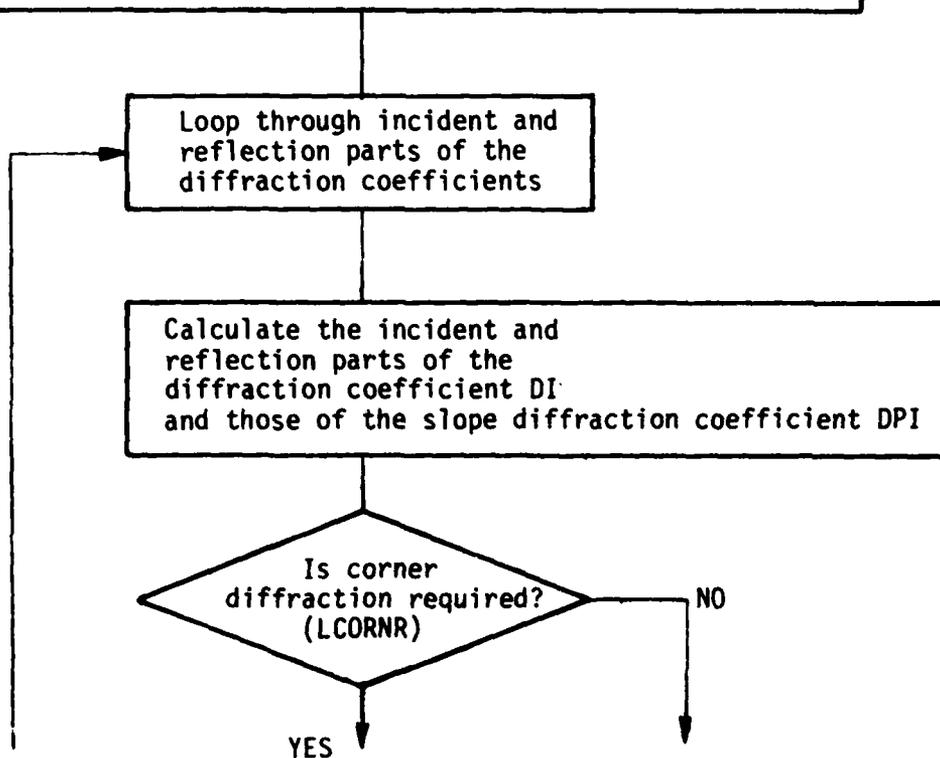 Loop through incident and
reflection parts of the
diffraction coefficients
Calculate the incident and
reflection parts of the
diffraction coefficient DI
and those of the slope diffraction coefficient DPI
Is corner
diffraction required?
(LCORNR)
NO
YES